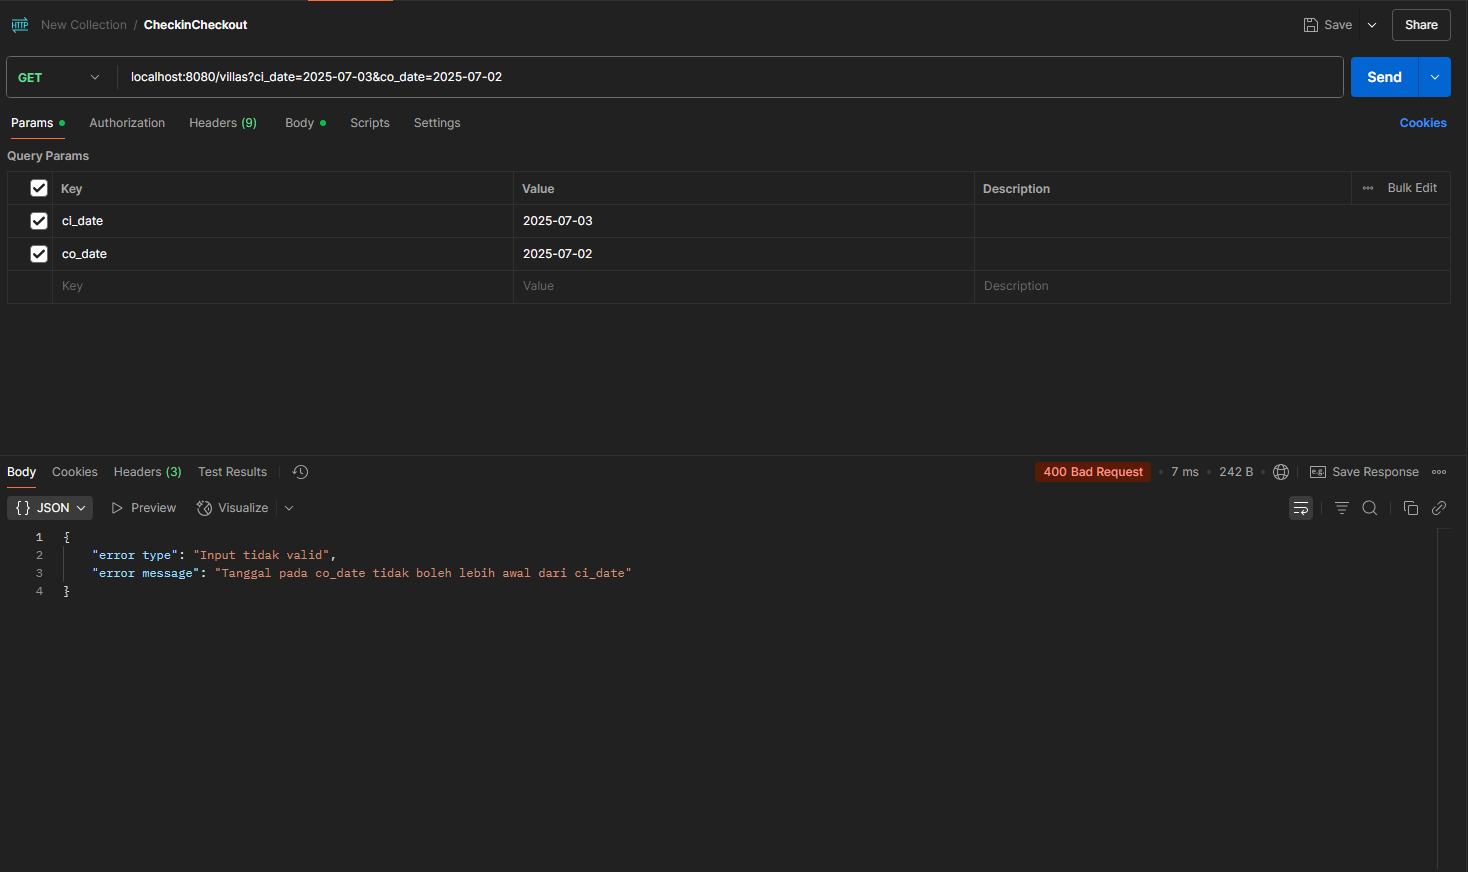 HTTP New Collection / CheckinCheckout Save Share
GET localhost:8080/villas?ci_date=2025-07-03&co_date=2025-07-02 Send
Params Authorization Headers (9) Body Scripts Settings Cookies
Query Params
Key Value Description Bulk Edit
ci_date 2025-07-03
co_date 2025-07-02
Key Value Description
Body Cookies Headers (3) Test Results 400 Bad Request 7 ms 242 B e.g. Save Response
{} JSON Preview Visualize
1 {
2 "error type": "Input tidak valid",
3 "error message": "Tanggal pada co_date tidak boleh lebih awal dari ci_date"
4 }